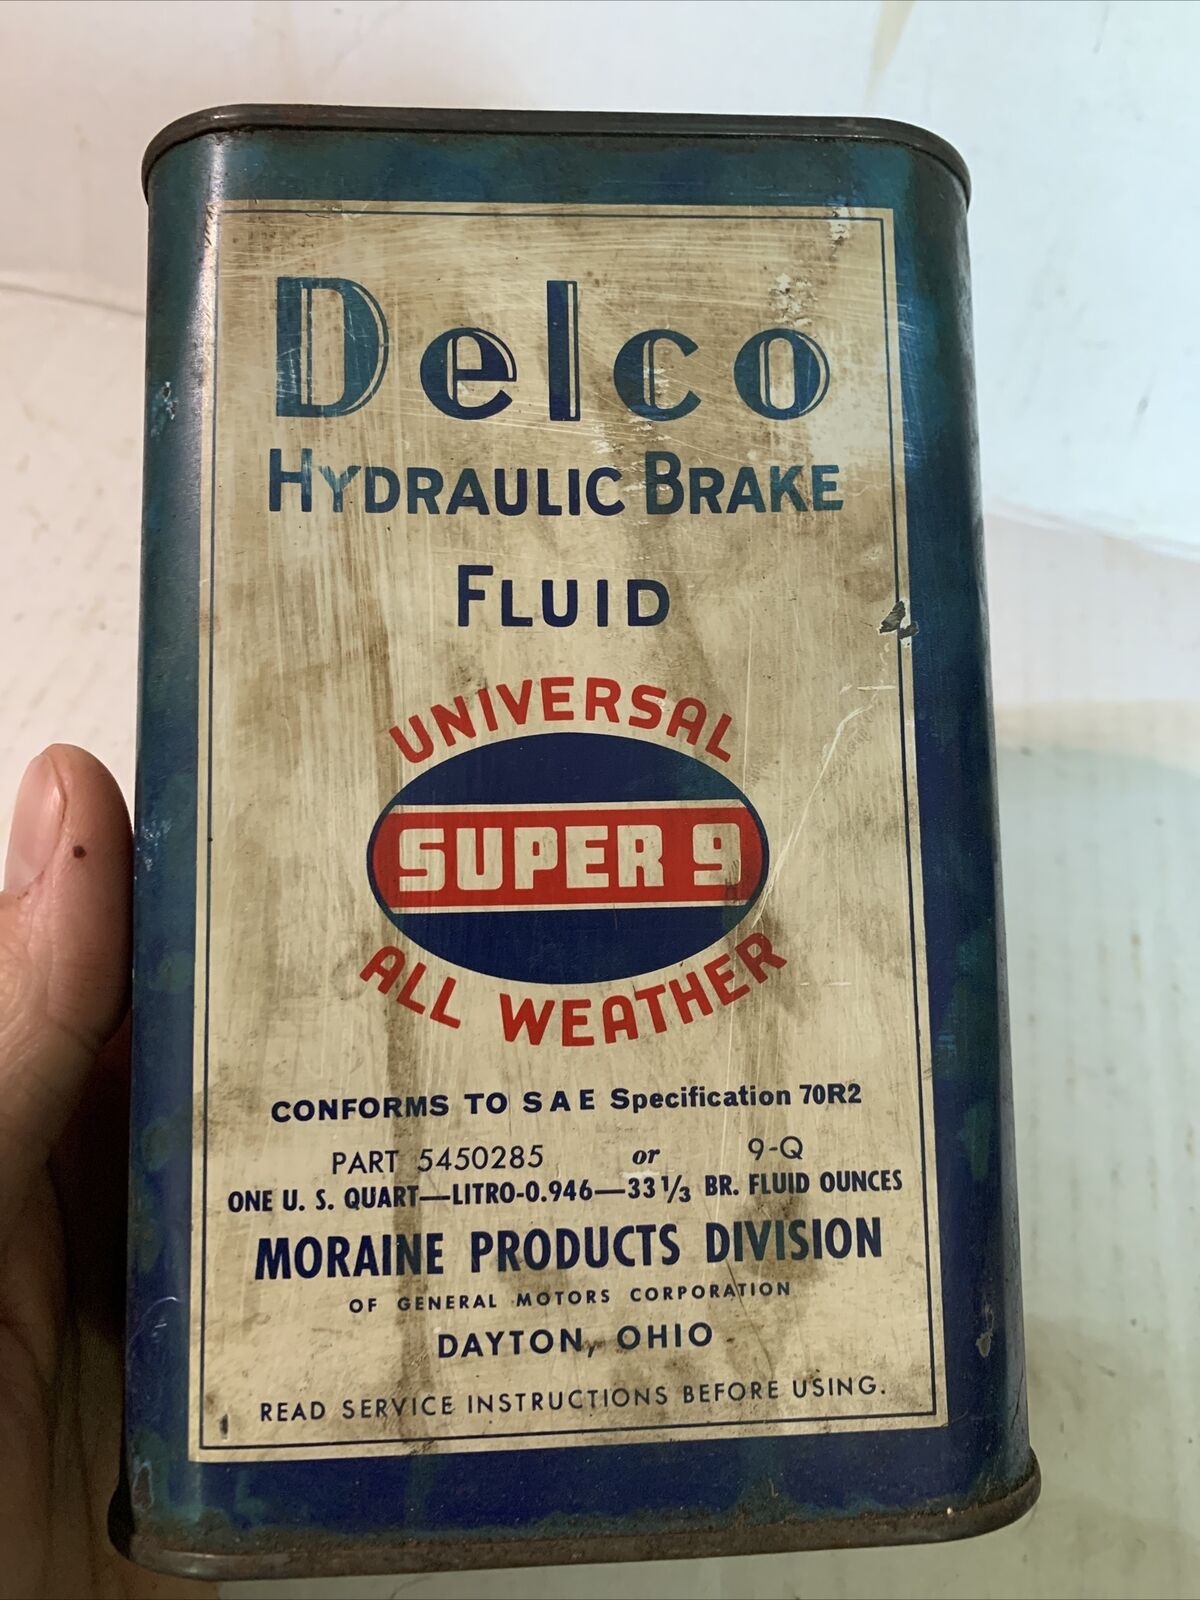 Delco
HYDRAULIC BRAKE
FLUID
UNIVERSAL
SUPER 9
ALL WEATHER
CONFORMS TO S A E Specification 70R2
PART 5450285 or 9-Q
ONE U. S. QUART—LITRO-0.946—33 1/3 BR. FLUID OUNCES
MORAINE PRODUCTS DIVISION
OF GENERAL MOTORS CORPORATION
DAYTON, OHIO
READ SERVICE INSTRUCTIONS BEFORE USING.